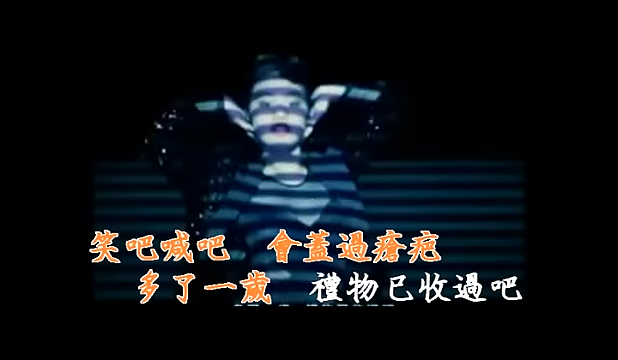 笑吧喊吧 會蓋過瘡疤
多了一歲 禮物已收過吧